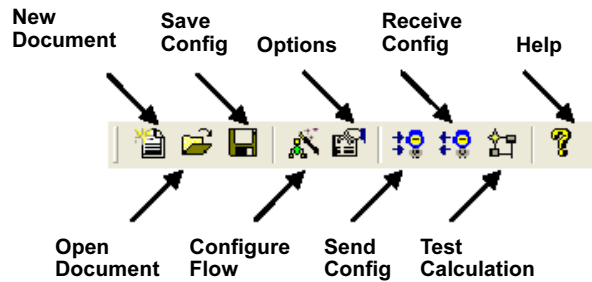 New
Document
Save
Config
Options
Receive
Config
Help
Open
Document
Configure
Flow
Send
Config
Test
Calculation